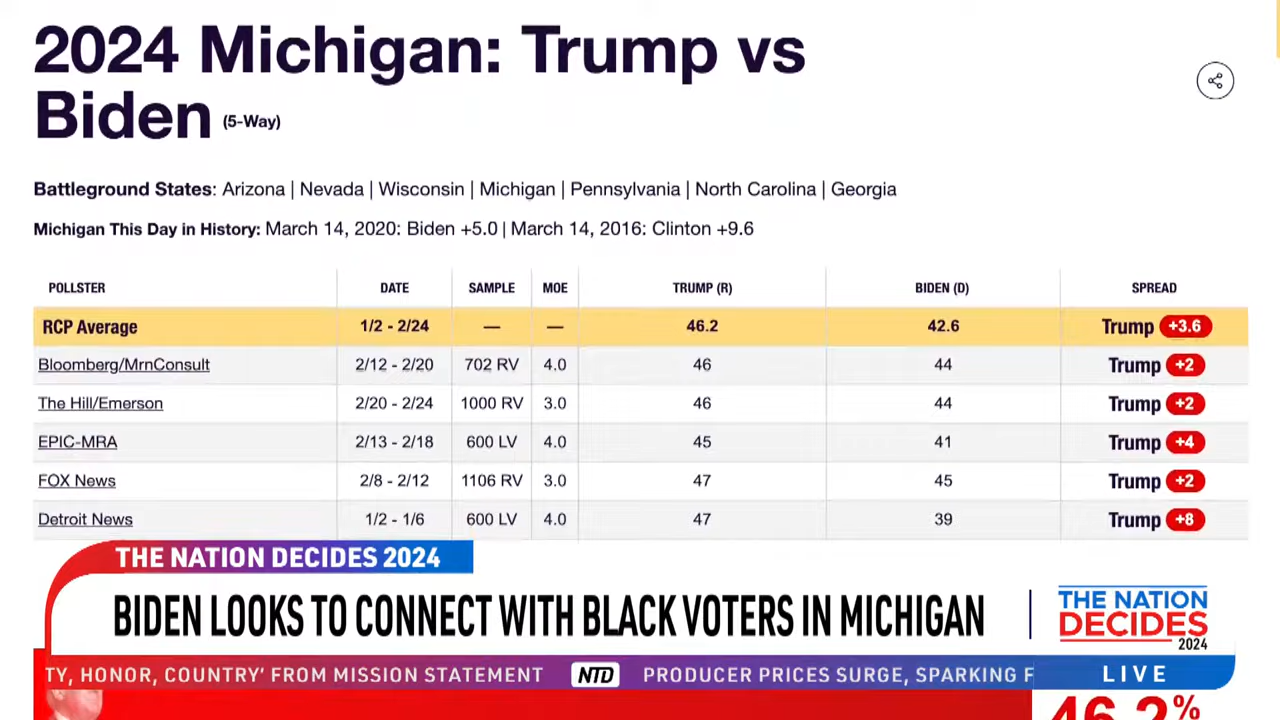 2024 Michigan: Trump vs
Biden (5-Way)
Battleground States: Arizona | Nevada | Wisconsin | Michigan | Pennsylvania | North Carolina | Georgia
Michigan This Day in History: March 14, 2020: Biden +5.0 | March 14, 2016: Clinton +9.6
POLLSTER DATE SAMPLE MOE TRUMP (R) BIDEN (D) SPREAD
RCP Average 1/2 - 2/24 — — 46.2 42.6 Trump +3.6
Bloomberg/MrnConsult 2/12 - 2/20 702 RV 4.0 46 44 Trump +2
The Hill/Emerson 2/20 - 2/24 1000 RV 3.0 46 44 Trump +2
EPIC-MRA 2/13 - 2/18 600 LV 4.0 45 41 Trump +4
FOX News 2/8 - 2/12 1106 RV 3.0 47 45 Trump +2
Detroit News 1/2 - 1/6 600 LV 4.0 47 39 Trump +8
THE NATION DECIDES 2024
BIDEN LOOKS TO CONNECT WITH BLACK VOTERS IN MICHIGAN
THE NATION
DECIDES
2024
TY, HONOR, COUNTRY' FROM MISSION STATEMENT NTD PRODUCER PRICES SURGE, SPARKING F
LIVE
46.2%